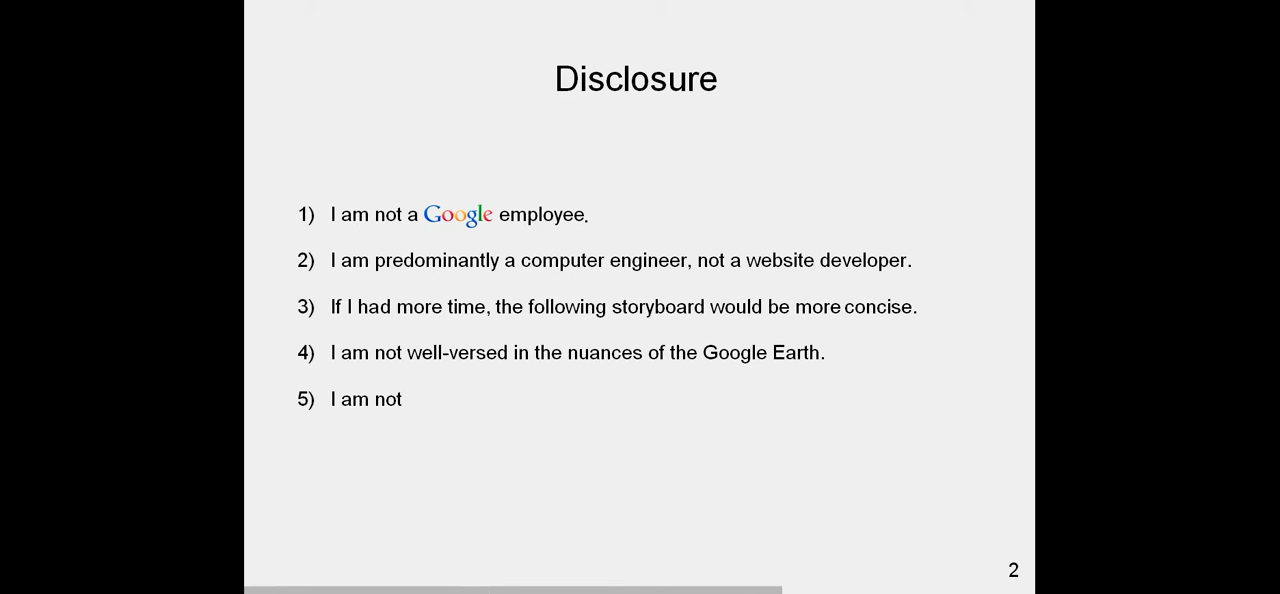 Disclosure
1) I am not a Google employee.
2) I am predominantly a computer engineer, not a website developer.
3) If I had more time, the following storyboard would be more concise.
4) I am not well-versed in the nuances of the Google Earth.
5) I am not
2